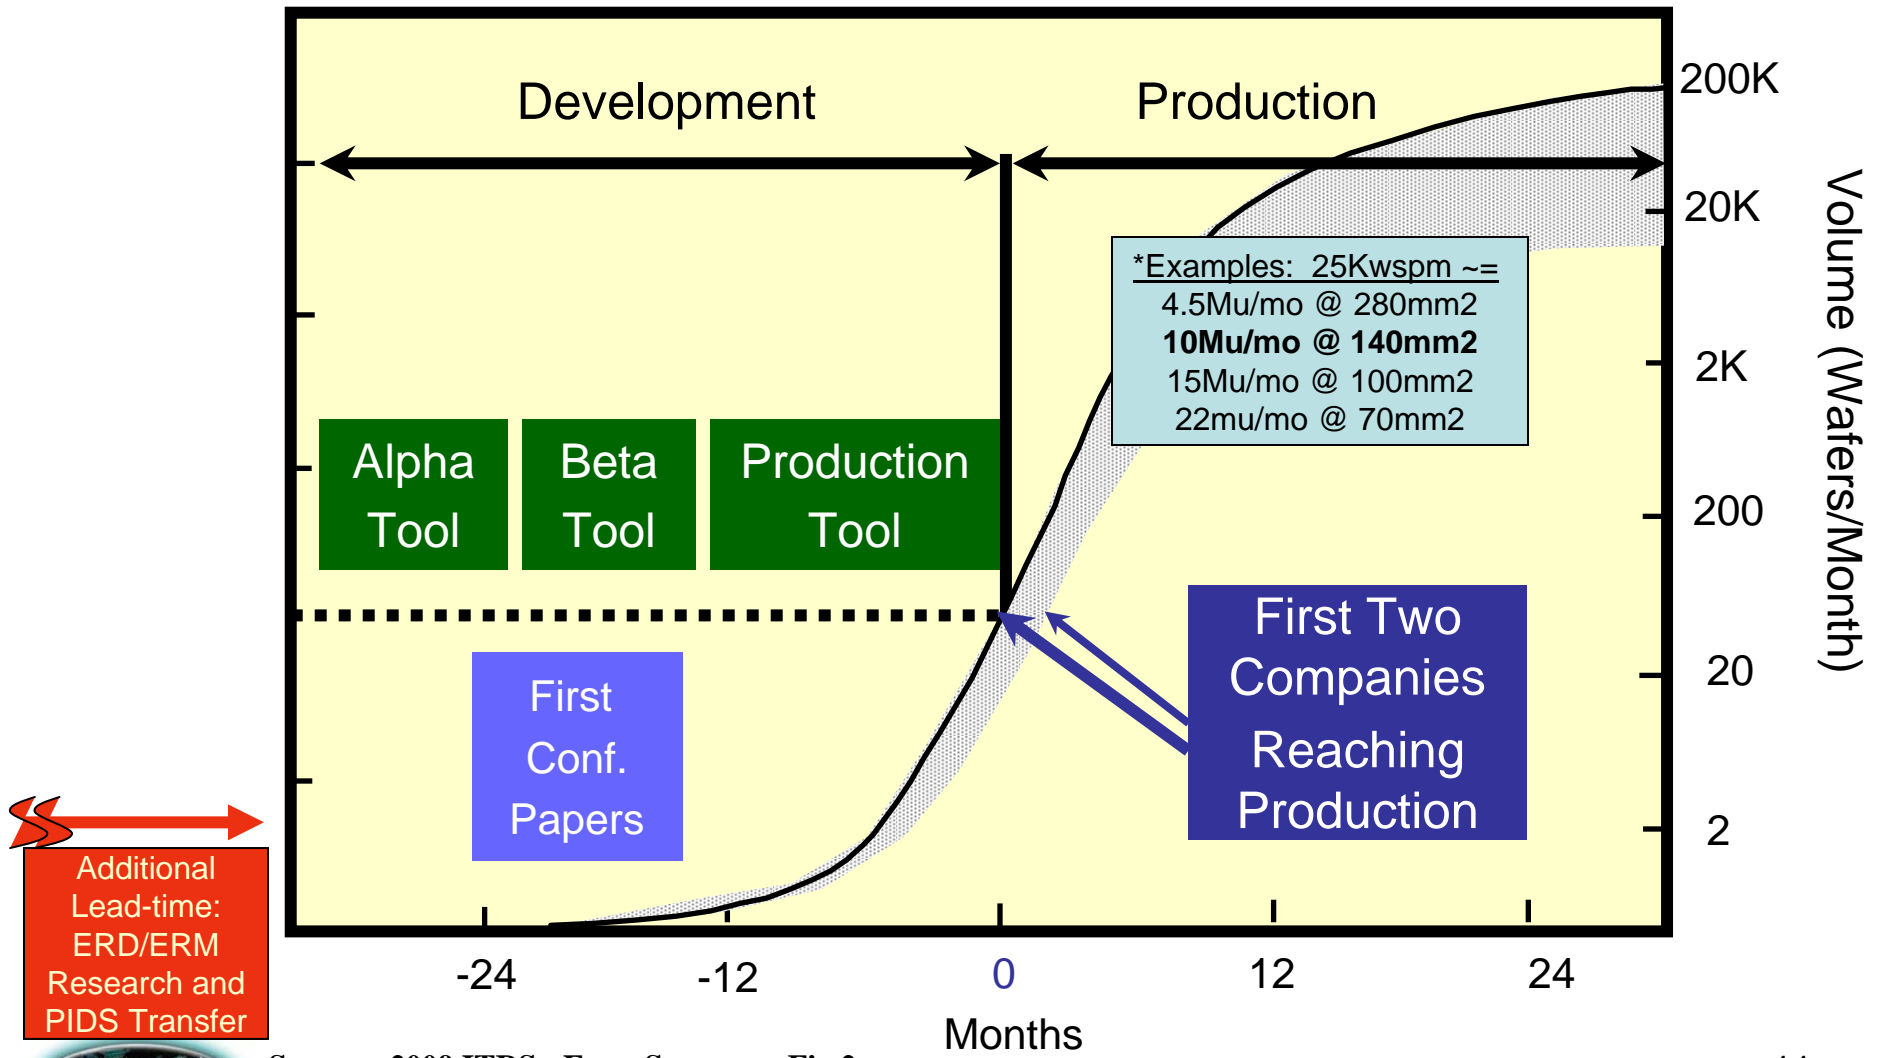 Development
Production
200K
20K
2K
200
20
2
Volume (Wafers/Month)
*Examples: 25Kwspm ~=
4.5Mu/mo @ 280mm2
10Mu/mo @ 140mm2
15Mu/mo @ 100mm2
22mu/mo @ 70mm2
Alpha
Tool
Beta
Tool
Production
Tool
First
Conf.
Papers
First Two
Companies
Reaching
Production
Additional
Lead-time:
ERD/ERM
Research and
PIDS Transfer
-24
-12
0
12
24
Months
2008 ITRS